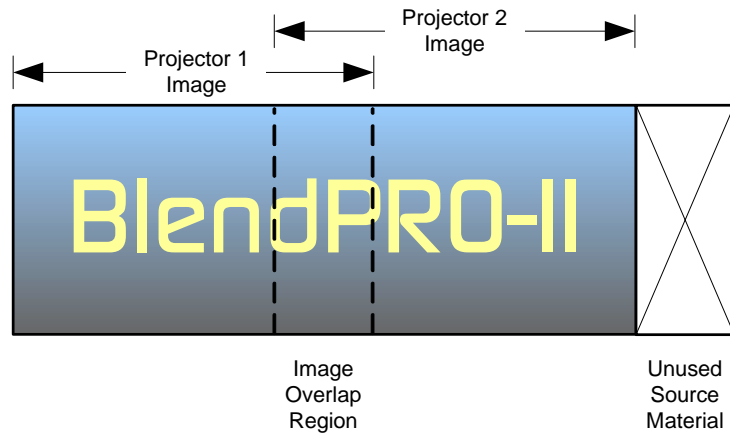 Projector 2
Image
Projector 1
Image
BlendPRO-II
Image
Overlap
Region
Unused
Source
Material